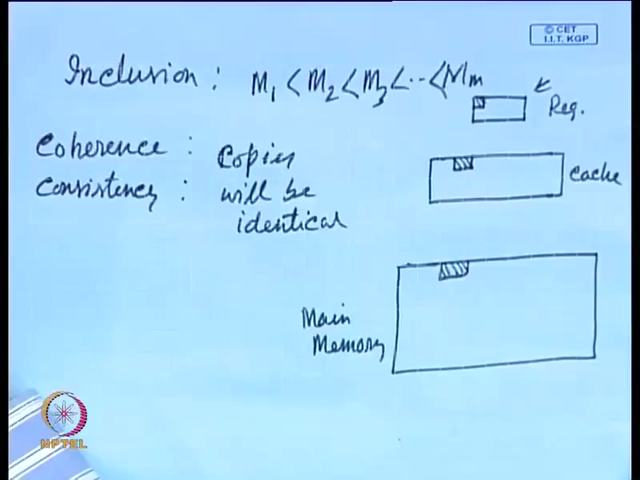 © CET
I.I.T. KGP
Inclusion : M1 < M2 < M3 < .. < Mm
Reg.
Coherence : Copies
Consistency : will be
identical
Cache
Main
Memory
NPTEL